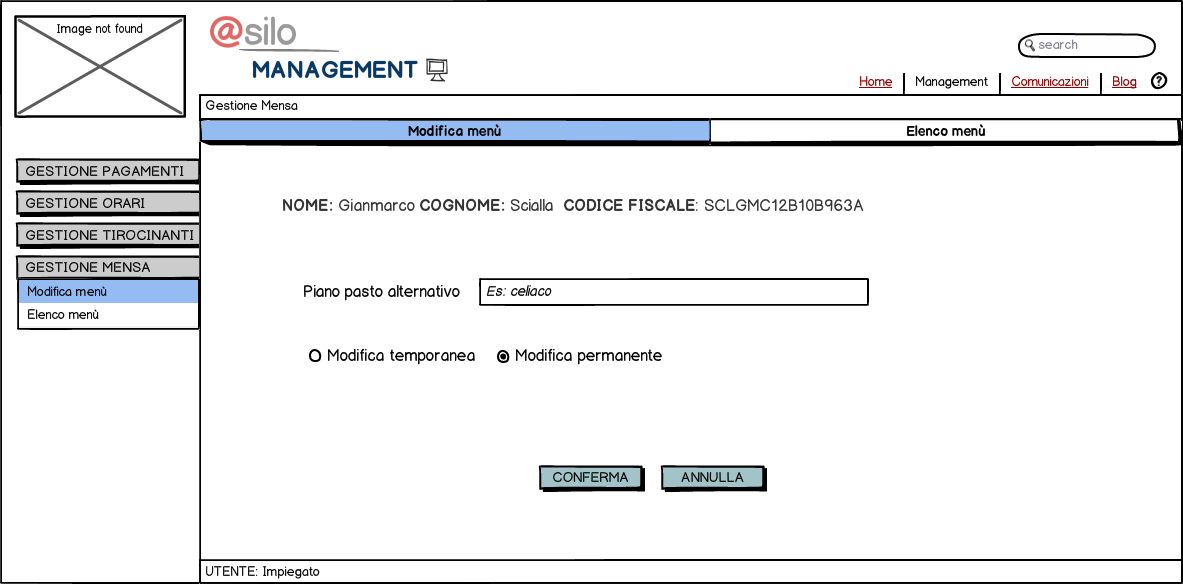 Image not found
@silo
MANAGEMENT
search
Home
Management
Comunicazioni
Blog
?
Gestione Mensa
Modifica menù
Elenco menù
GESTIONE PAGAMENTI
GESTIONE ORARI
GESTIONE TIROCINANTI
GESTIONE MENSA
Modifica menù
Elenco menù
NOME: Gianmarco COGNOME: Scialla CODICE FISCALE: SCLGMC12B10B963A
Piano pasto alternativo Es: celiaco
Modifica temporanea Modifica permanente
CONFERMA ANNULLA
UTENTE: Impiegato